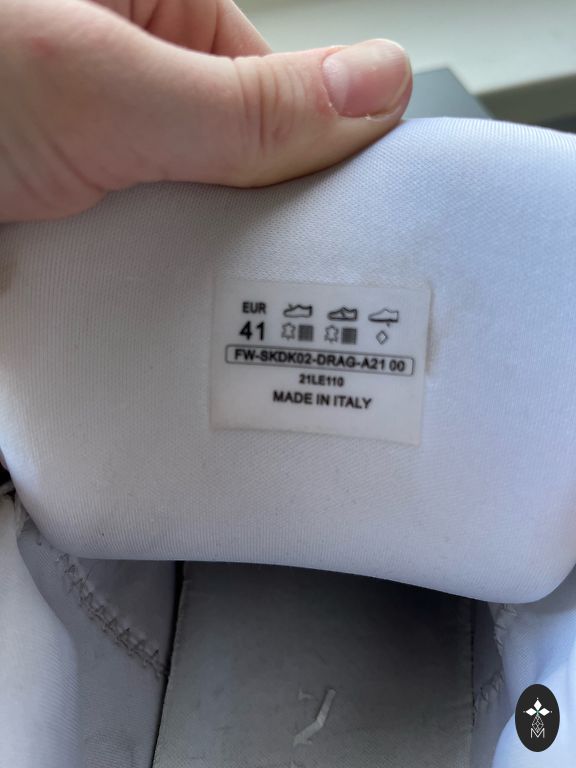 EUR
41
FW-SKDK02-DRAG-A21 00
21LE110
MADE IN ITALY